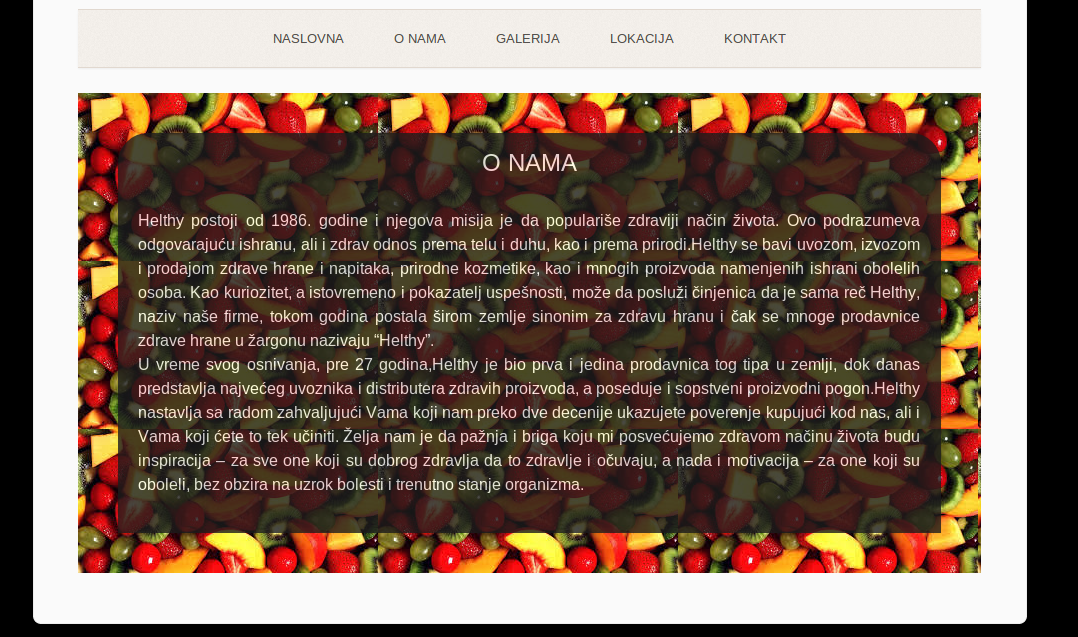 NASLOVNA O NAMA GALERIJA LOKACIJA KONTAKT
O NAMA
Helthy postoji od 1986. godine i njegova misija je da populariše zdraviji način života. Ovo podrazumeva
odgovarajuću ishranu, ali i zdrav odnos prema telu i duhu, kao i prema prirodi.Helthy se bavi uvozom, izvozom
i prodajom zdrave hrane i napitaka, prirodne kozmetike, kao i mnogih proizvoda namenjenih ishrani obolelih
osoba. Kao kuriozitet, a istovremeno i pokazatelj uspešnosti, može da posluži činjenica da je sama reč Helthy,
naziv naše firme, tokom godina postala širom zemlje sinonim za zdravu hranu i čak se mnoge prodavnice
zdrave hrane u žargonu nazivaju “Helthy”.
U vreme svog osnivanja, pre 27 godina,Helthy je bio prva i jedina prodavnica tog tipa u zemlji, dok danas
predstavlja najvećeg uvoznika i distributera zdravih proizvoda, a poseduje i sopstveni proizvodni pogon.Helthy
nastavlja sa radom zahvaljujući Vama koji nam preko dve decenije ukazujete poverenje kupujući kod nas, ali i
Vama koji ćete to tek učiniti. Želja nam je da pažnja i briga koju mi posvećujemo zdravom načinu života budu
inspiracija – za sve one koji su dobrog zdravlja da to zdravlje i očuvaju, a nada i motivacija – za one koji su
oboleli, bez obzira na uzrok bolesti i trenutno stanje organizma.